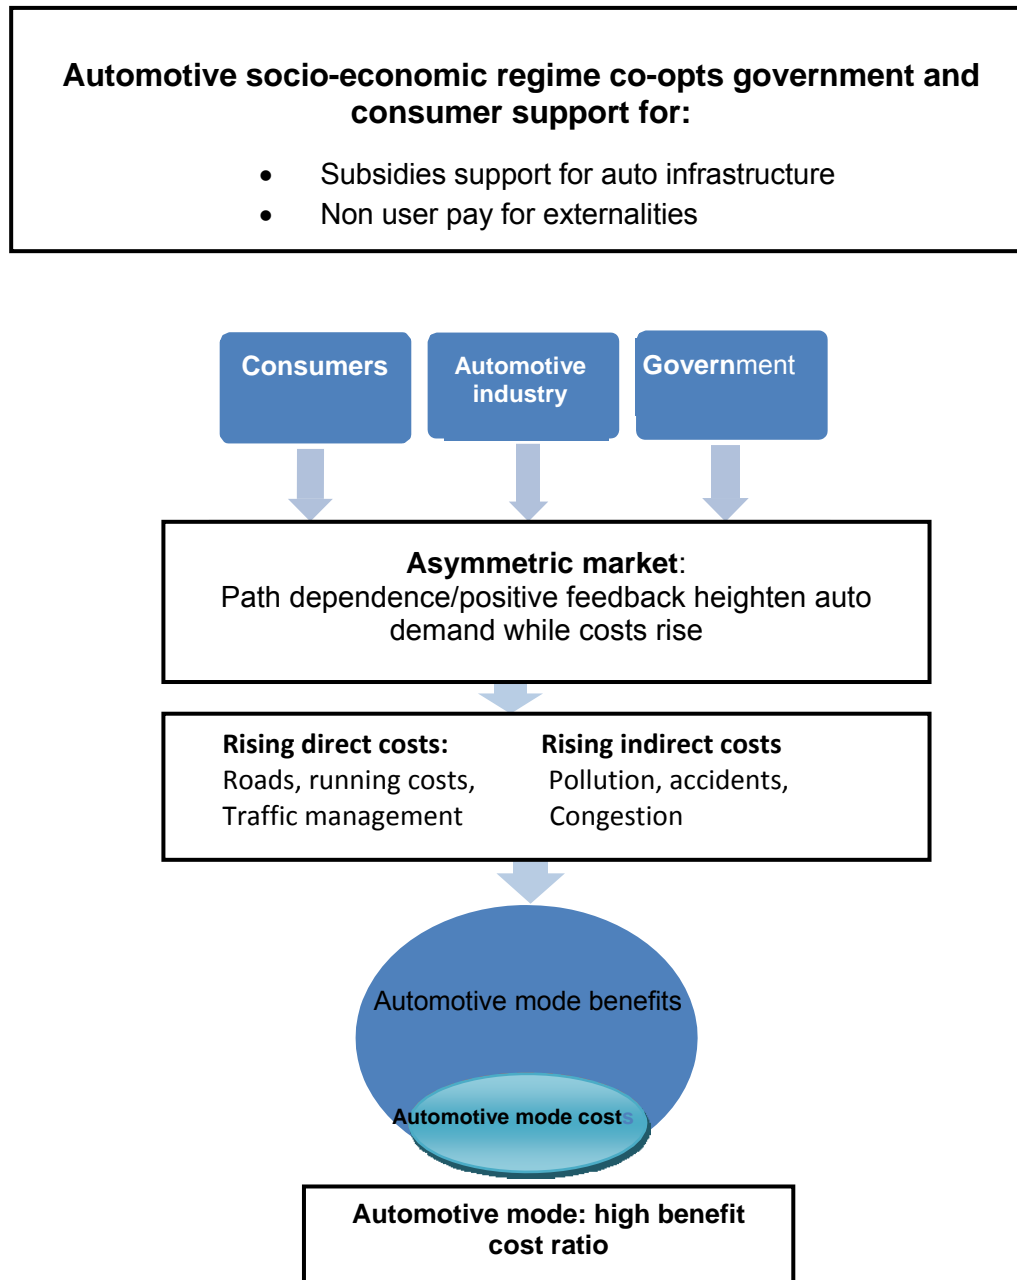 Automotive socio-economic regime co-opts government and
consumer support for:
• Subsidies support for auto infrastructure
• Non user pay for externalities
Consumers
Automotive
industry
Government
Asymmetric market:
Path dependence/positive feedback heighten auto
demand while costs rise
Rising direct costs: Rising indirect costs
Roads, running costs, Pollution, accidents,
Traffic management Congestion
Automotive mode benefits
Automotive mode costs
Automotive mode: high benefit
cost ratio